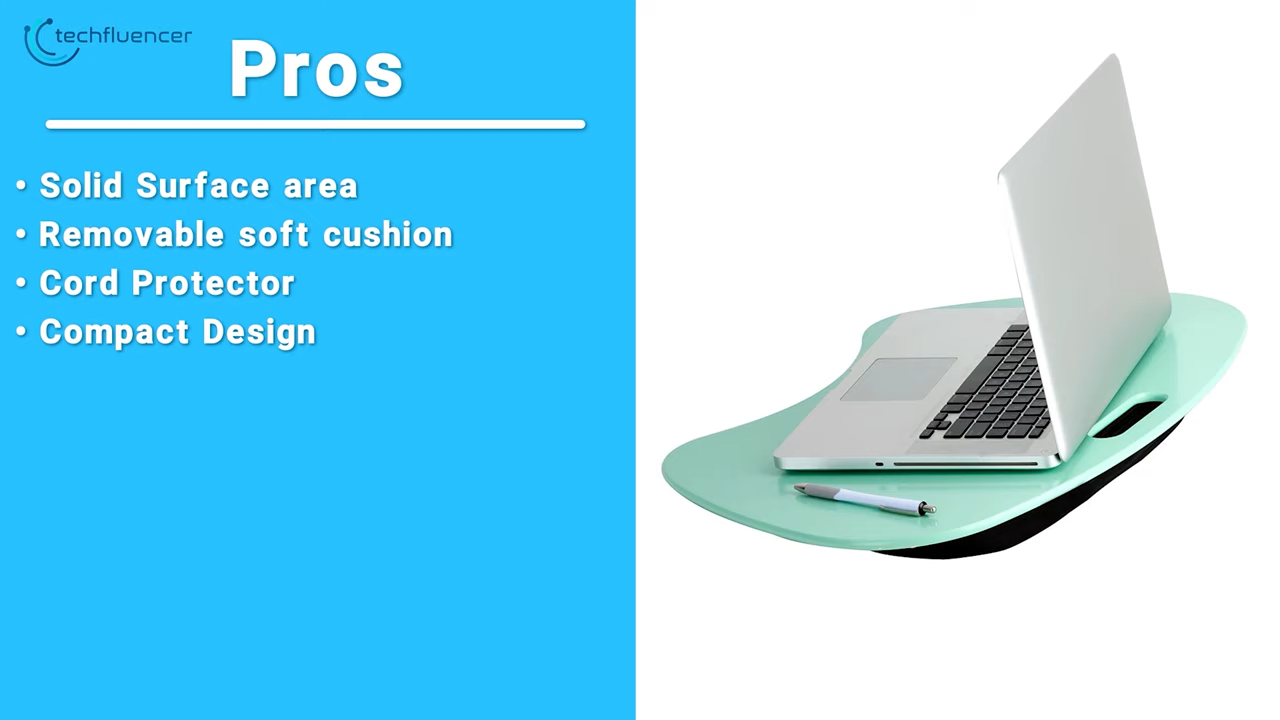 techfluencer
Pros
• Solid Surface area
• Removable soft cushion
• Cord Protector
• Compact Design